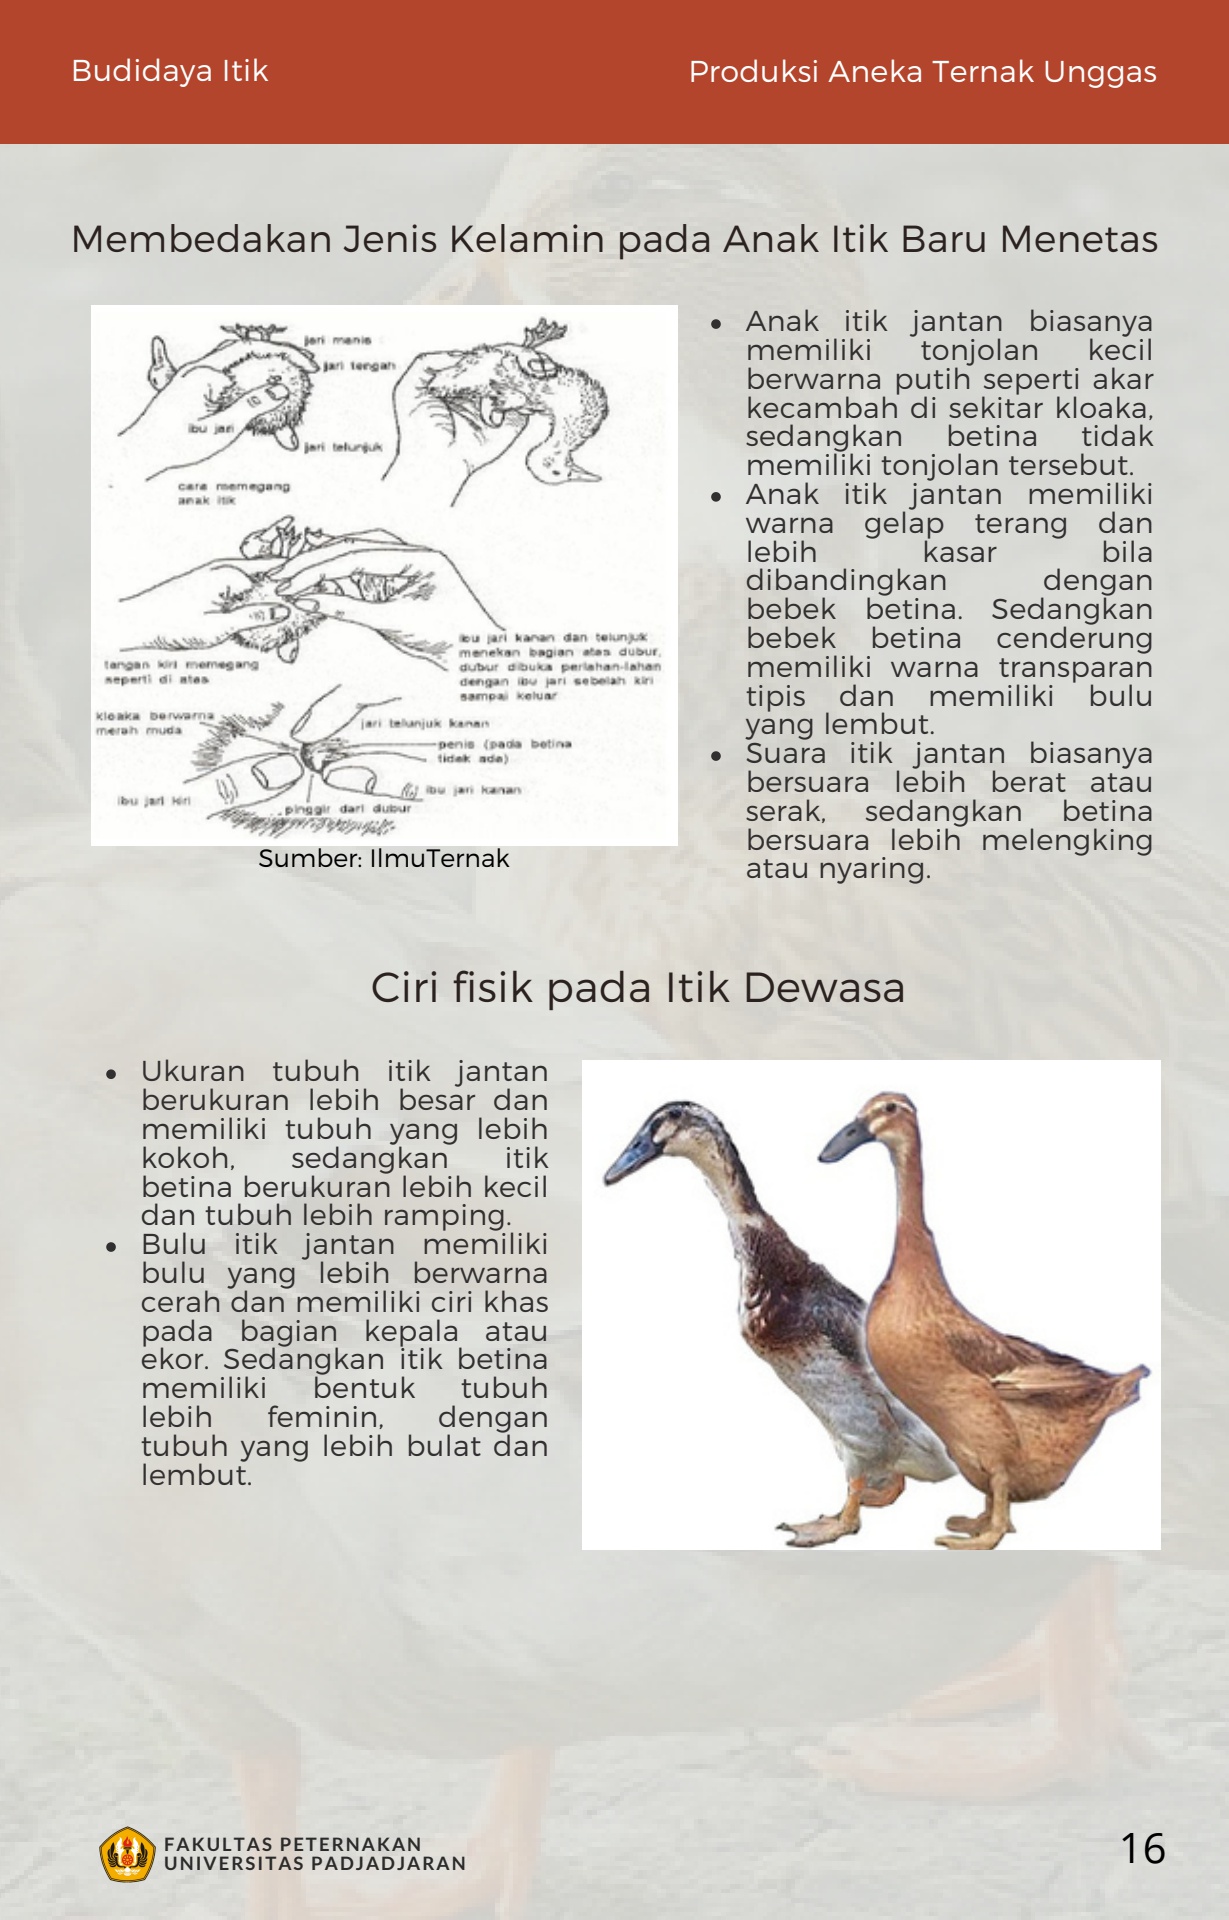 Budidaya Itik
Produksi Aneka Ternak Unggas
Membedakan Jenis Kelamin pada Anak Itik Baru Menetas
jari manis
jari tengah
ibu jari
jari telunjuk
cara memegang
anak itik
ibu jari kanan dan telunjuk
menekan bagian atas dubur,
dubur dibuka perlahan-lahan
dengan ibu jari sebelah kiri
sampai keluar
tangan kiri memegang
seperti di atas
kloaka berwarna
merah muda
jari telunjuk kanan
penis (pada betina
tidak ada)
ibu jari kiri
ibu jari kanan
pinggir dari dubur
Sumber: IlmuTernak
Anak itik jantan biasanya
memiliki tonjolan kecil
berwarna putih seperti akar
kecambah di sekitar kloaka,
sedangkan betina tidak
memiliki tonjolan tersebut.
Anak itik jantan memiliki
warna gelap terang dan
lebih kasar bila
dibandingkan dengan
bebek betina. Sedangkan
bebek betina cenderung
memiliki warna transparan
tipis dan memiliki bulu
yang lembut.
Suara itik jantan biasanya
bersuara lebih berat atau
serak, sedangkan betina
bersuara lebih melengking
atau nyaring.
Ciri fisik pada Itik Dewasa
Ukuran tubuh itik jantan
berukuran lebih besar dan
memiliki tubuh yang lebih
kokoh, sedangkan itik
betina berukuran lebih kecil
dan tubuh lebih ramping.
Bulu itik jantan memiliki
bulu yang lebih berwarna
cerah dan memiliki ciri khas
pada bagian kepala atau
ekor. Sedangkan itik betina
memiliki bentuk tubuh
lebih feminin, dengan
tubuh yang lebih bulat dan
lembut.
FAKULTAS PETERNAKAN
UNIVERSITAS PADJADJARAN
16